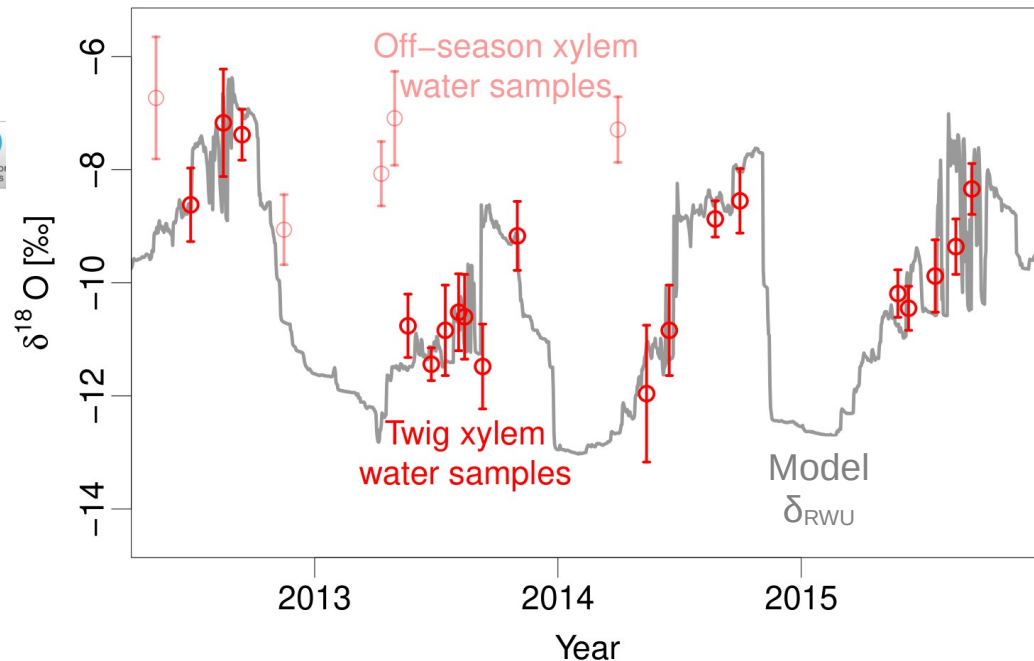 Off−season xylem
water samples
Twig xylem
water samples
Model
δRWU
δ18 O [‰]
−6
−8
−10
−12
−14
2013
2014
2015
Year